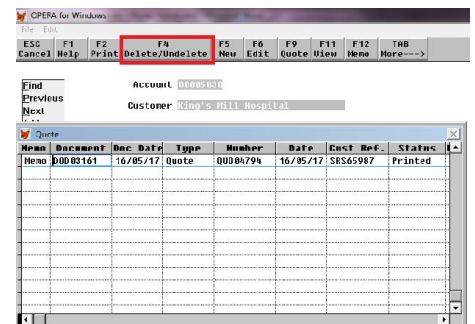 OPERA for Windows
File Edit
ESC F1 F2 F4 F5 F6 F9 F11 F12 TAB
Cancel Help Print Delete/Undelete New Edit Quote View Memo More--->
Find Account 00005030
Previous
Next Customer King's Mill Hospital
Quote
Memo Document Doc Date Type Number Date Cust Ref. Status
Memo DOD03161 16/05/17 Quote QUO04794 16/05/17 SRS65987 Printed